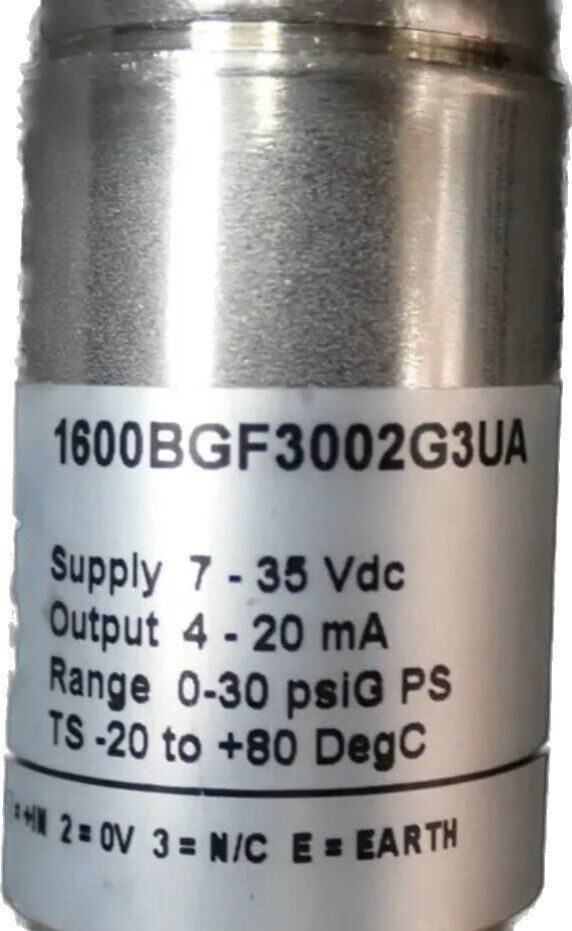 1600BGF3002G3UA
Supply 7 - 35 Vdc
Output 4 - 20 mA
Range 0-30 psiG PS
TS -20 to +80 DegC
= +IN 2 = 0V 3 = N/C E = EARTH